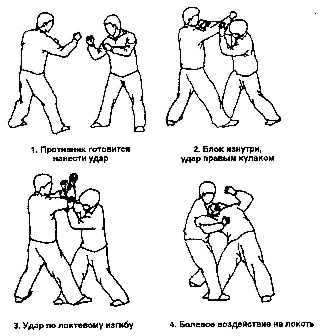 1. Противник готовится
нанести удар
2. Блок изнутри,
удар правым кулаком
3. Удар по локтевому изгибу
4. Болевое воздействие на локоть